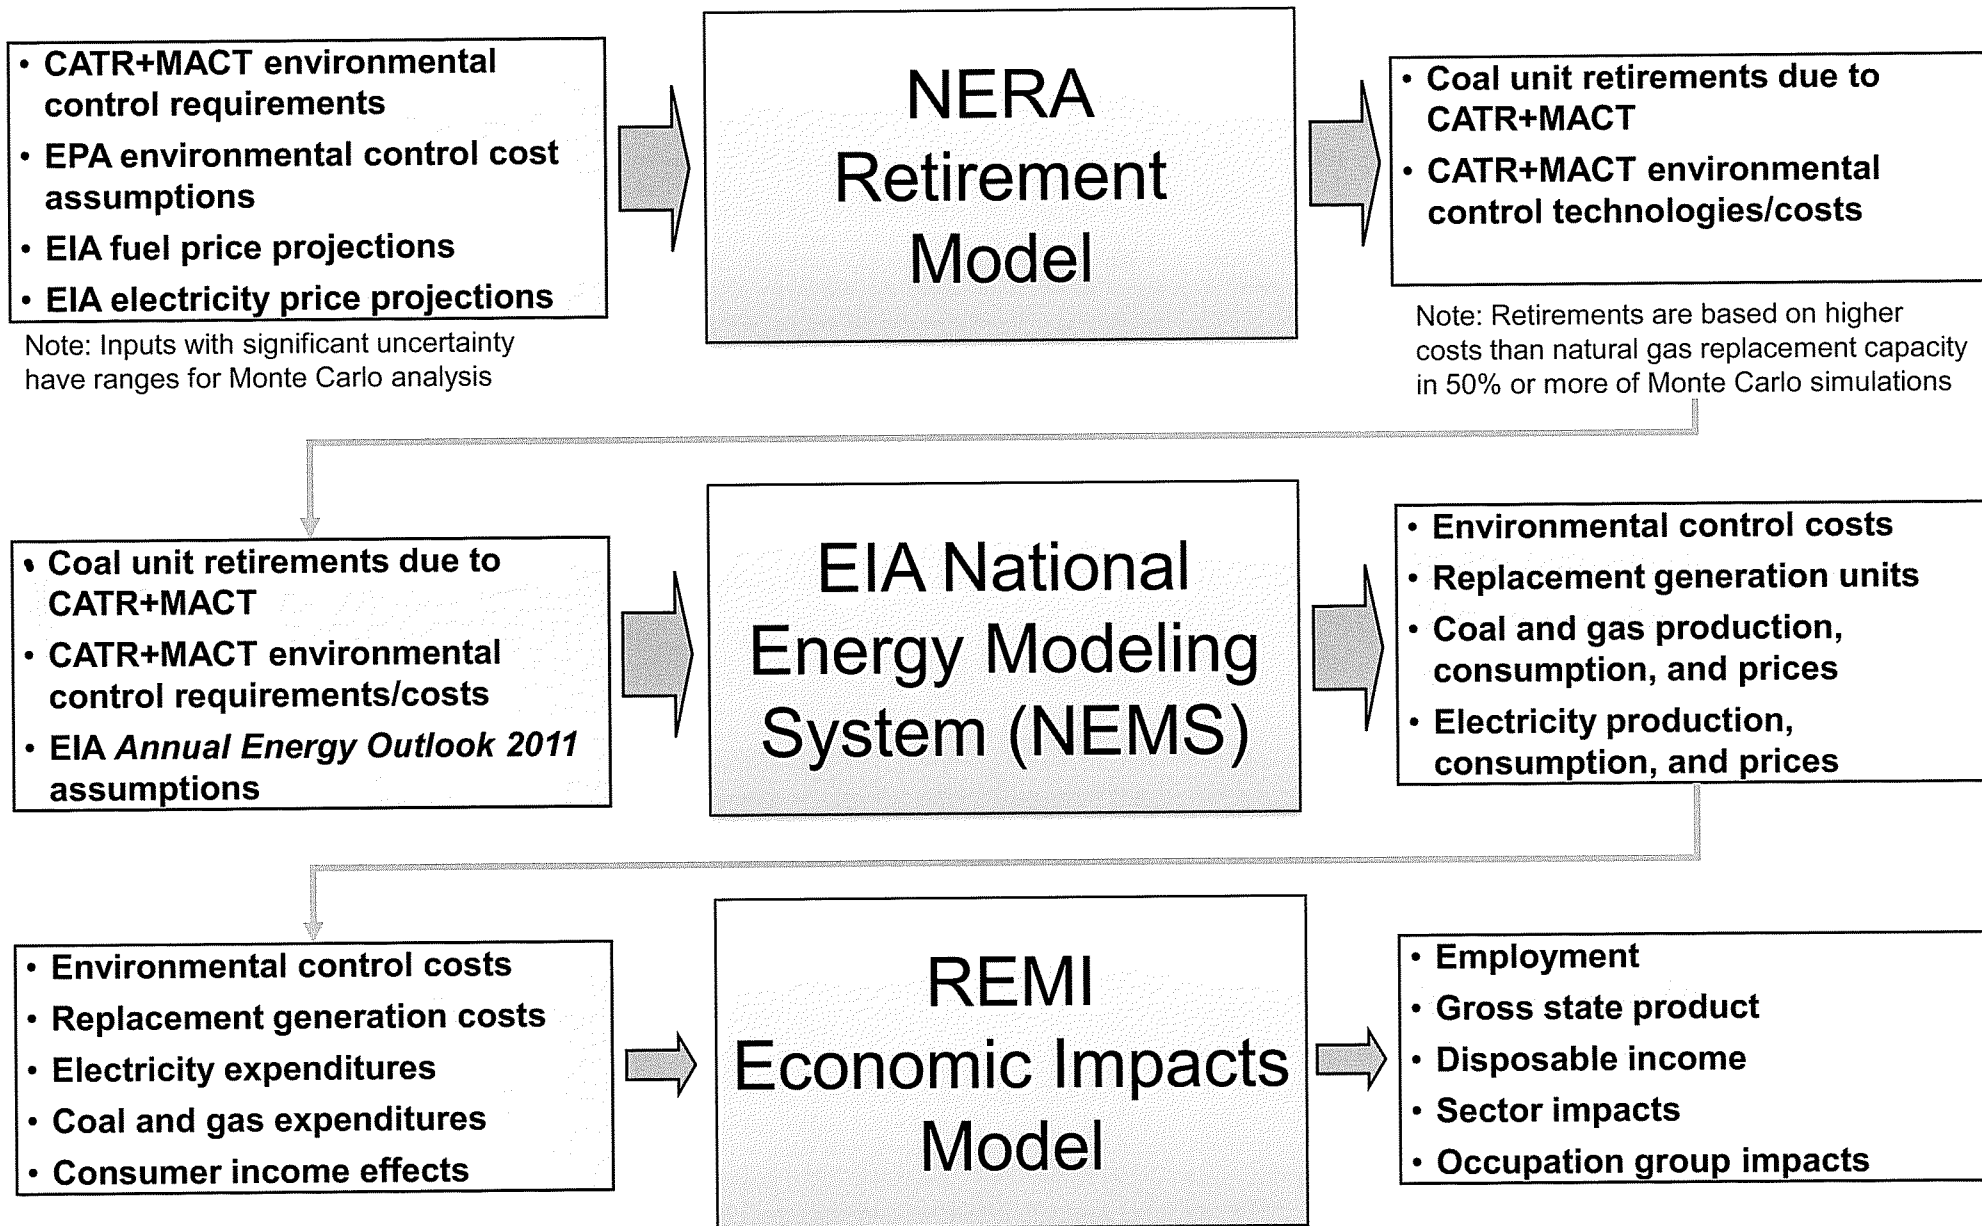 • CATR+MACT environmental
control requirements
• EPA environmental control cost
assumptions
• EIA fuel price projections
• EIA electricity price projections
Note: Inputs with significant uncertainty
have ranges for Monte Carlo analysis
NERA
Retirement
Model
• Coal unit retirements due to
CATR+MACT
• CATR+MACT environmental
control technologies/costs
Note: Retirements are based on higher
costs than natural gas replacement capacity
in 50% or more of Monte Carlo simulations
• Coal unit retirements due to
CATR+MACT
• CATR+MACT environmental
control requirements/costs
• EIA Annual Energy Outlook 2011
assumptions
EIA National
Energy Modeling
System (NEMS)
• Environmental control costs
• Replacement generation units
• Coal and gas production,
consumption, and prices
• Electricity production,
consumption, and prices
• Environmental control costs
• Replacement generation costs
• Electricity expenditures
• Coal and gas expenditures
• Consumer income effects
REMI
Economic Impacts
Model
• Employment
• Gross state product
• Disposable income
• Sector impacts
• Occupation group impacts